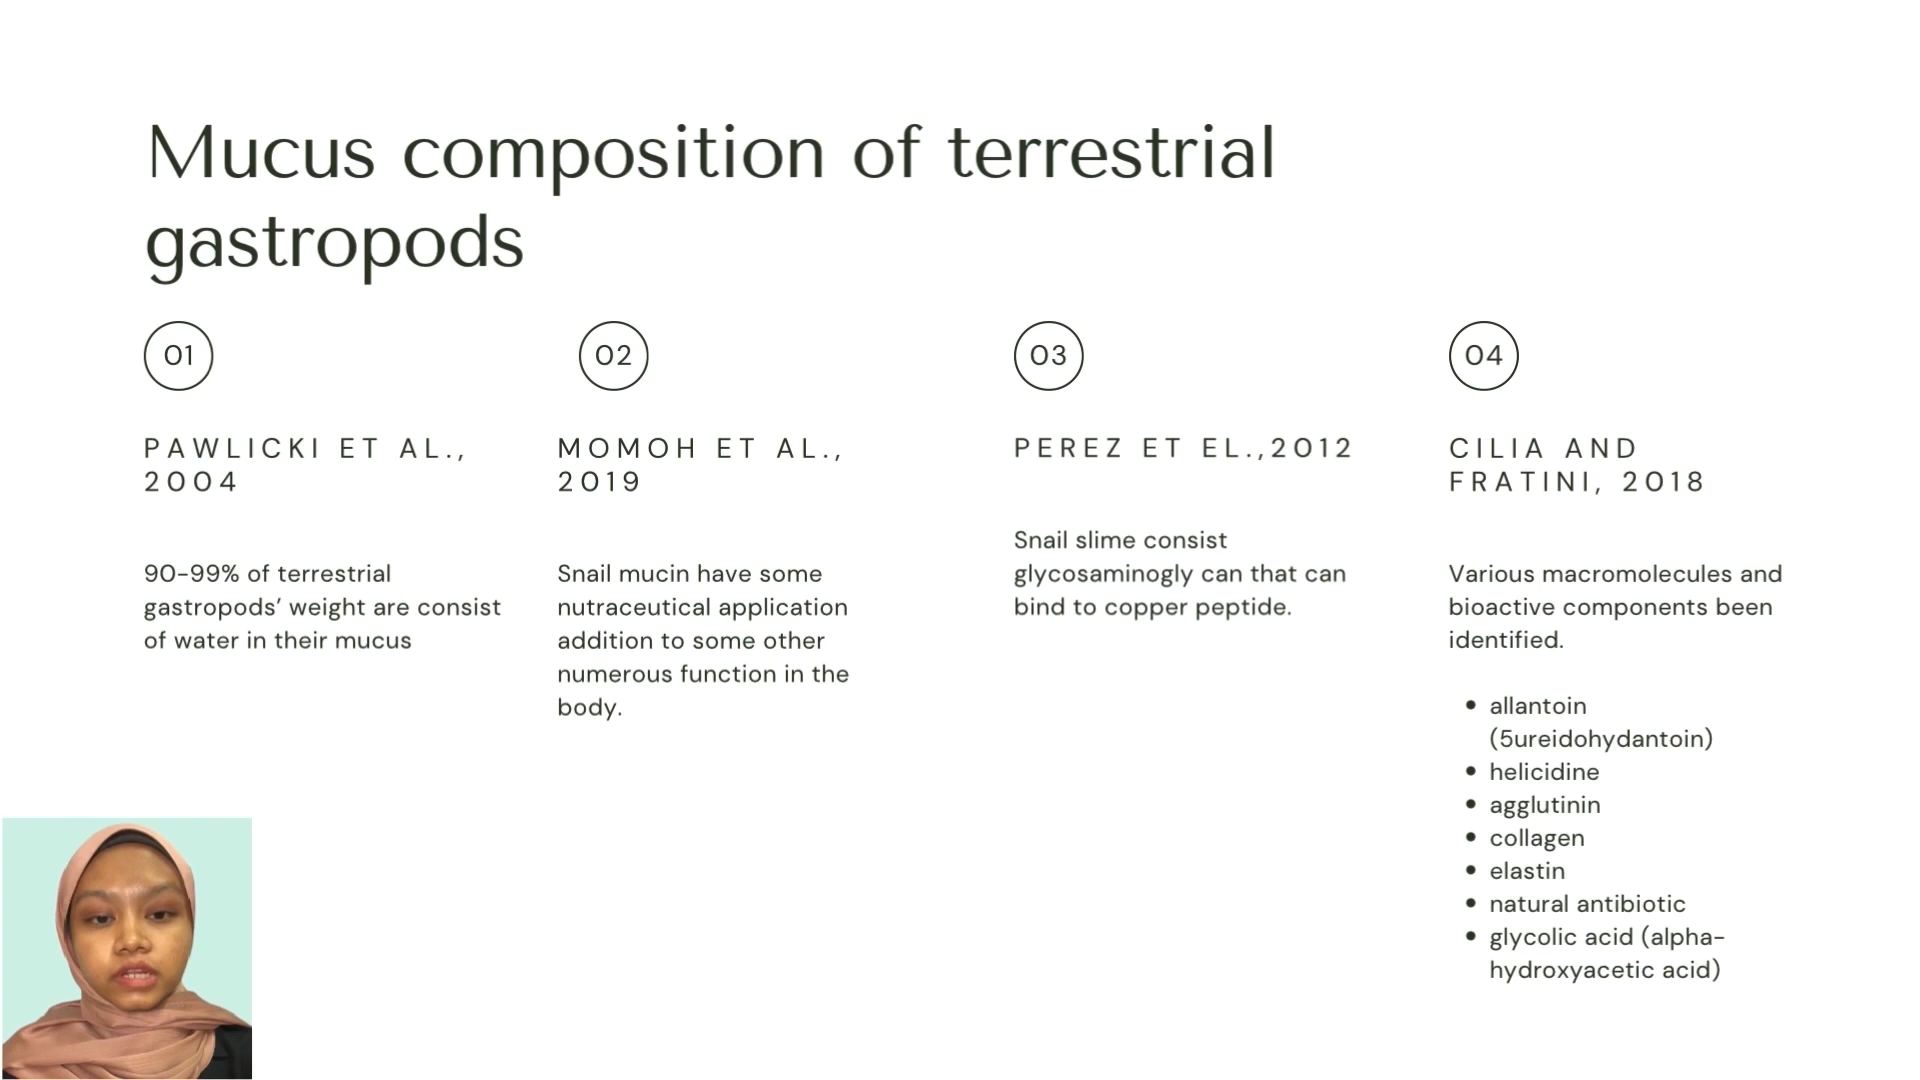 Mucus composition of terrestrial
gastropods
01
PAWLICKI ET AL.,
2004
90-99% of terrestrial
gastropods’ weight are consist
of water in their mucus
02
MOMOH ET AL.,
2019
Snail mucin have some
nutraceutical application
addition to some other
numerous function in the
body.
03
PEREZ ET EL.,2012
Snail slime consist
glycosaminogly can that can
bind to copper peptide.
04
CILIA AND
FRATINI, 2018
Various macromolecules and
bioactive components been
identified.
• allantoin
(5ureidohydantoin)
• helicidine
• agglutinin
• collagen
• elastin
• natural antibiotic
• glycolic acid (alpha-
hydroxyacetic acid)